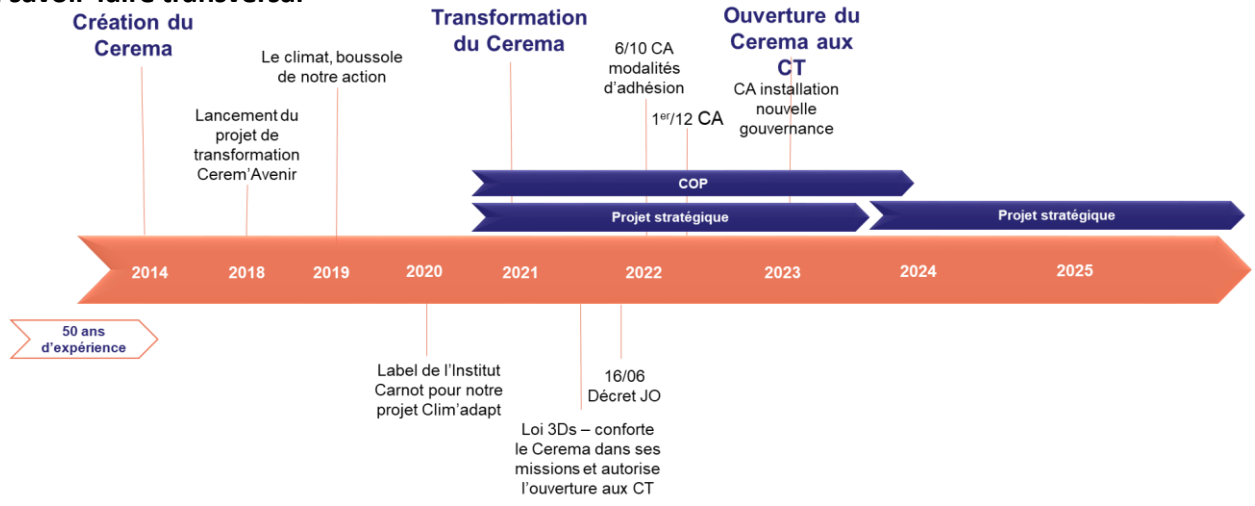 savoir-faire transversal
Création du
Cerema
Lancement du
projet de
transformation
Cerem’Avenir
Le climat, boussole
de notre action
Transformation
du Cerema
6/10 CA
modalités
d’adhésion
1er/12 CA
Ouverture du
Cerema aux
CT
CA installation
nouvelle
gouvernance
COP
Projet stratégique
Projet stratégique
2014
2018
2019
2020
2021
2022
2023
2024
2025
50 ans
d’expérience
Label de l’Institut
Carnot pour notre
projet Clim’adapt
Loi 3Ds – conforte
le Cerema dans ses
missions et autorise
l’ouverture aux CT
16/06
Décret JO